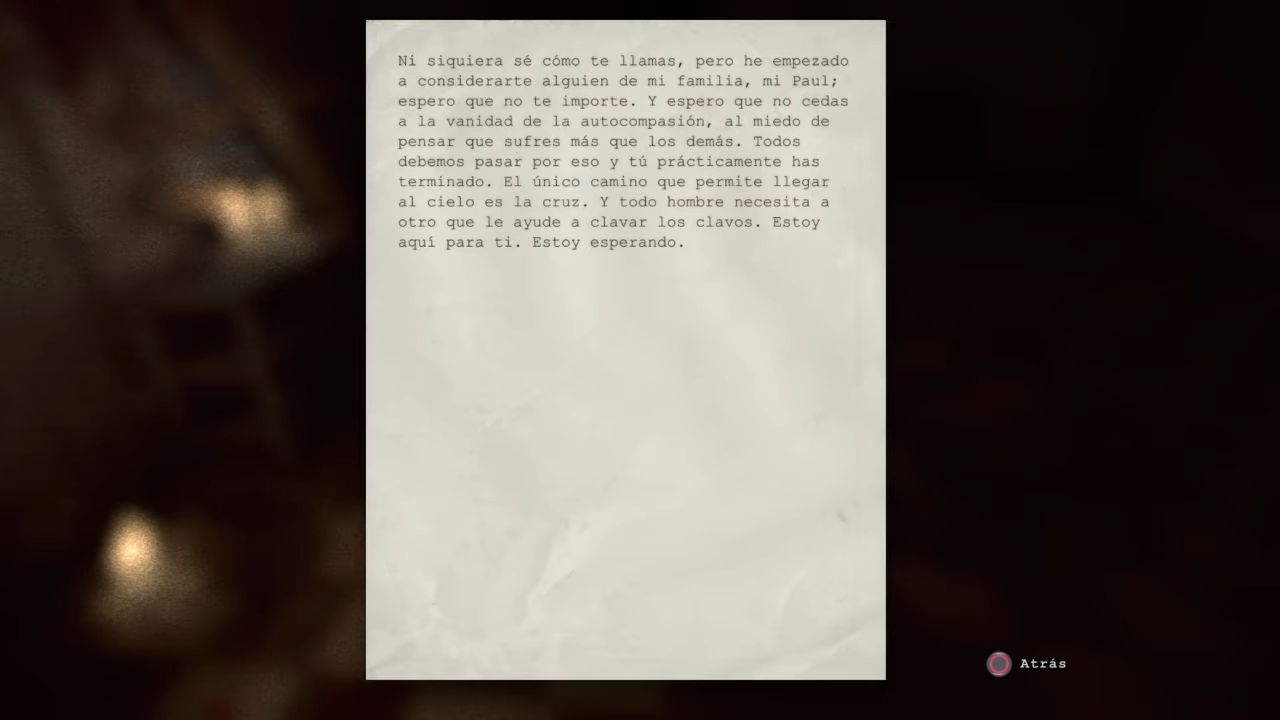 Ni siquiera sé cómo te llamas, pero he empezado
a considerarte alguien de mi familia, mi Paul;
espero que no te importe. Y espero que no cedas
a la vanidad de la autocompasión, al miedo de
pensar que sufres más que los demás. Todos
debemos pasar por eso y tú prácticamente has
terminado. El único camino que permite llegar
al cielo es la cruz. Y todo hombre necesita a
otro que le ayude a clavar los clavos. Estoy
aquí para ti. Estoy esperando.
Atrás